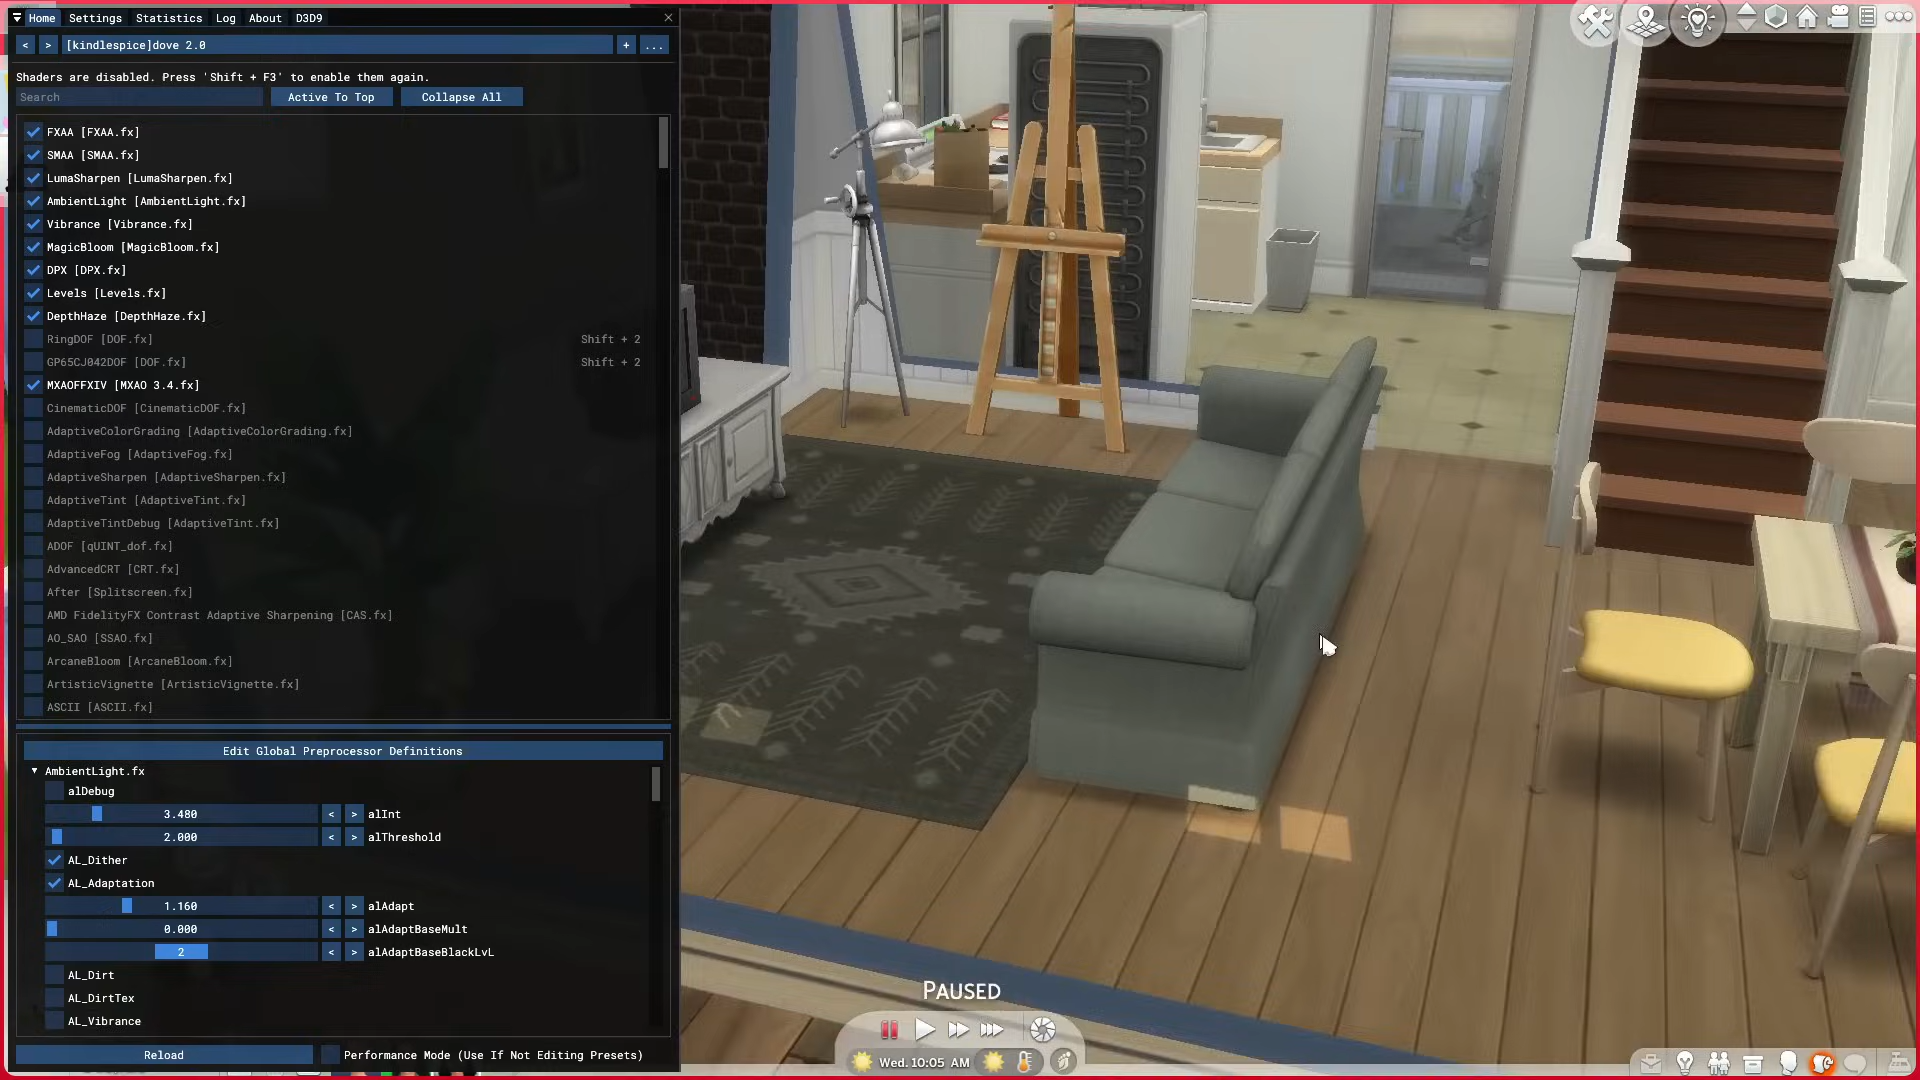 Home Settings Statistics Log About D3D9
< > [kindlespice]dove 2.0 + ...
Shaders are disabled. Press 'Shift + F3' to enable them again.
Search Active To Top Collapse All
FXAA [FXAA.fx]
SMAA [SMAA.fx]
LumaSharpen [LumaSharpen.fx]
AmbientLight [AmbientLight.fx]
Vibrance [Vibrance.fx]
MagicBloom [MagicBloom.fx]
DPX [DPX.fx]
Levels [Levels.fx]
DepthHaze [DepthHaze.fx]
RingDOF [DOF.fx] Shift + 2
GP65CJ042DOF [DOF.fx] Shift + 2
MXAOFFXIV [MXAO 3.4.fx]
CinematicDOF [CinematicDOF.fx]
AdaptiveColorGrading [AdaptiveColorGrading.fx]
AdaptiveFog [AdaptiveFog.fx]
AdaptiveSharpen [AdaptiveSharpen.fx]
AdaptiveTint [AdaptiveTint.fx]
AdaptiveTintDebug [AdaptiveTint.fx]
ADOF [qUINT_dof.fx]
AdvancedCRT [CRT.fx]
After [Splitscreen.fx]
AMD FidelityFX Contrast Adaptive Sharpening [CAS.fx]
AO_SAO [SSAO.fx]
ArcaneBloom [ArcaneBloom.fx]
ArtisticVignette [ArtisticVignette.fx]
ASCII [ASCII.fx]
Edit Global Preprocessor Definitions
AmbientLight.fx
alDebug
3.480 < > alInt
2.000 < > alThreshold
AL_Dither
AL_Adaptation
1.160 < > alAdapt
0.000 < > alAdaptBaseMult
2 < > alAdaptBaseBlackLvL
AL_Dirt
AL_DirtTex
AL_Vibrance
Reload Performance Mode (Use If Not Editing Presets)
PAUSED
Wed. 10:05 AM